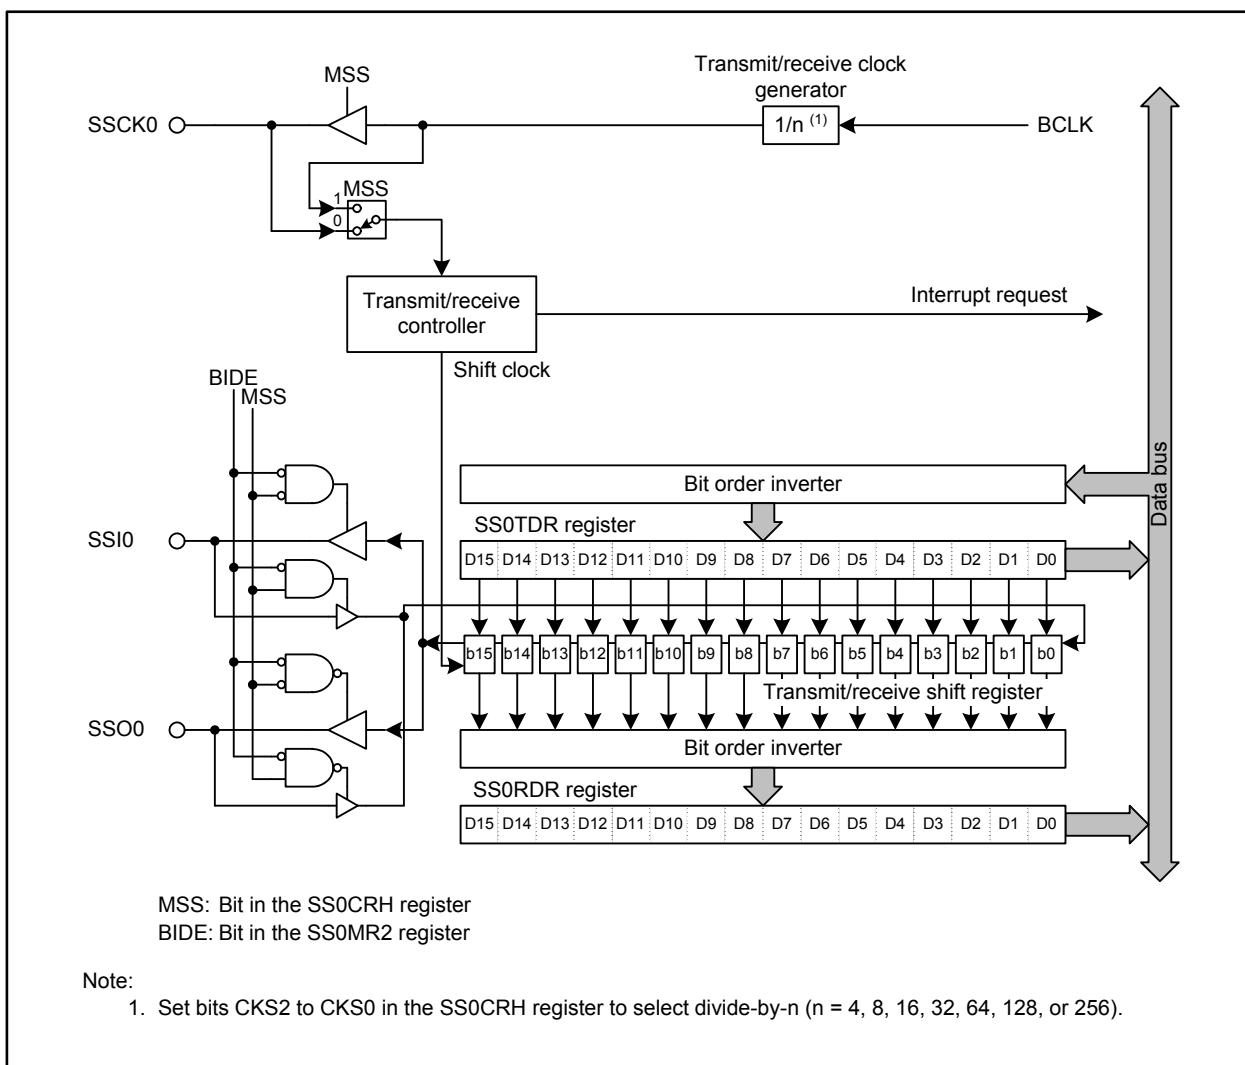 Transmit/receive clock
generator
MSS
SSCK0
1/n (1)
BCLK
MSS
1
0
Transmit/receive
controller
Interrupt request
Shift clock
BIDE
MSS
Data bus
Bit order inverter
SS0TDR register
SSI0
D15 D14 D13 D12 D11 D10 D9 D8 D7 D6 D5 D4 D3 D2 D1 D0
b15 b14 b13 b12 b11 b10 b9 b8 b7 b6 b5 b4 b3 b2 b1 b0
Transmit/receive shift register
SSO0
Bit order inverter
SS0RDR register
D15 D14 D13 D12 D11 D10 D9 D8 D7 D6 D5 D4 D3 D2 D1 D0
MSS: Bit in the SS0CRH register
BIDE: Bit in the SS0MR2 register
Note:
1. Set bits CKS2 to CKS0 in the SS0CRH register to select divide-by-n (n = 4, 8, 16, 32, 64, 128, or 256).